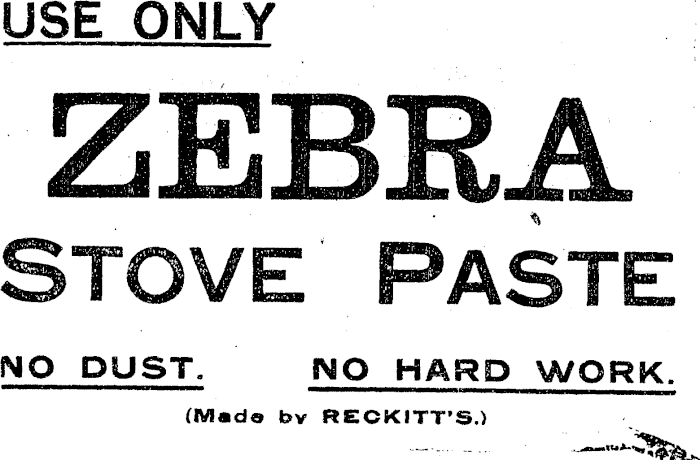 USE ONLY
ZEBRA
STOVE PASTE
NO DUST. NO HARD WORK.
(Made by RECKITT'S.)